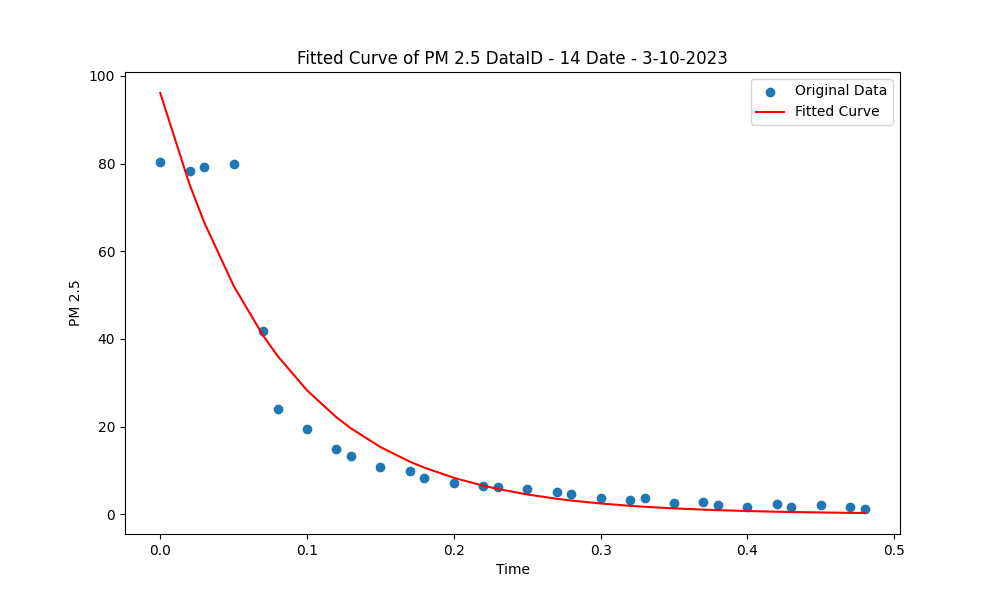 Fitted Curve of PM 2.5 DataID - 14 Date - 3-10-2023
Original Data
Fitted Curve
100
80
60
40
20
0
PM 2.5
0.0 0.1 0.2 0.3 0.4 0.5
Time